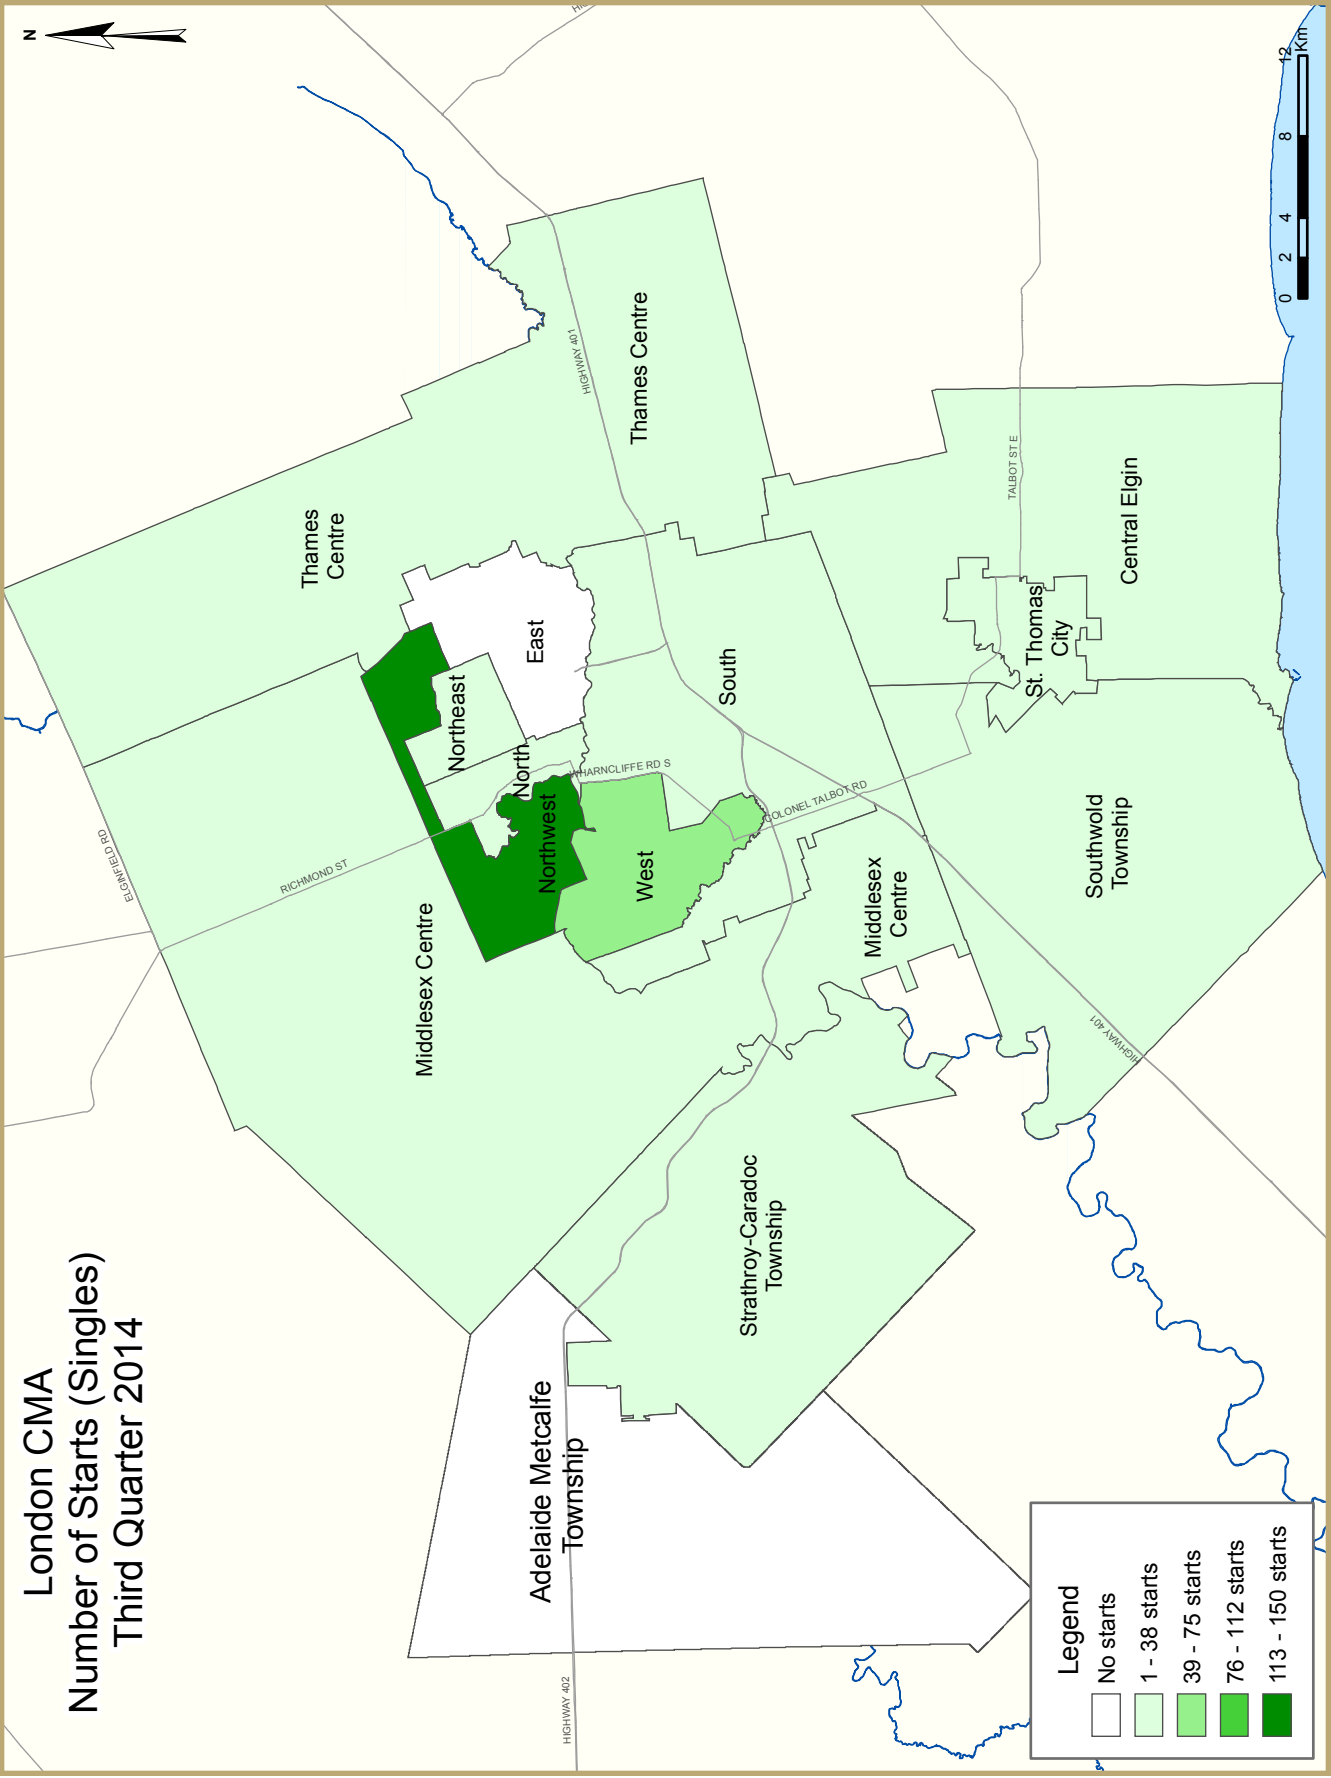 London CMA
Number of Starts (Singles)
Third Quarter 2014
N
ELGINFIELD RD
RICHMOND ST
Thames
Centre
Middlesex Centre
Northeast
North
East
Northwest
WHARNCLIFFE RD S
West
HIGHWAY 401
Thames Centre
South
COLONEL TALBOT RD
Middlesex
Centre
Adelaide Metcalfe
Township
HIGHWAY 402
Strathroy-Caradoc
Township
TALBOT ST E
St. Thomas
City
Central Elgin
Southwold
Township
HIGHWAY 401
Legend
No starts
1 - 38 starts
39 - 75 starts
76 - 112 starts
113 - 150 starts
0 2 4 8 12
Km